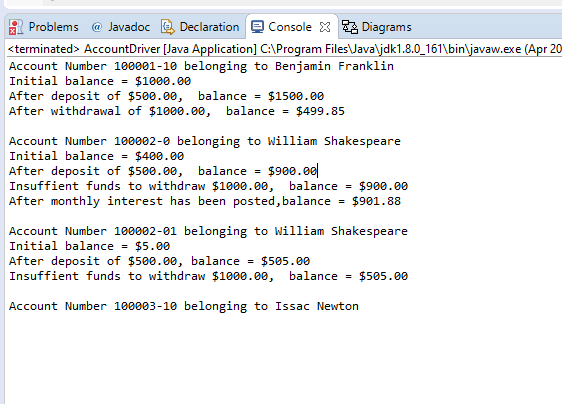 Problems @ Javadoc Declaration Console Diagrams
<terminated> AccountDriver [Java Application] C:\Program Files\Java\jdk1.8.0_161\bin\javaw.exe (Apr 20
Account Number 100001-10 belonging to Benjamin Franklin
Initial balance = $1000.00
After deposit of $500.00,  balance = $1500.00
After withdrawal of $1000.00,  balance = $499.85
Account Number 100002-0 belonging to William Shakespeare
Initial balance = $400.00
After deposit of $500.00,  balance = $900.00
Insuffient funds to withdraw $1000.00,  balance = $900.00
After monthly interest has been posted,balance = $901.88
Account Number 100002-01 belonging to William Shakespeare
Initial balance = $5.00
After deposit of $500.00, balance = $505.00
Insuffient funds to withdraw $1000.00,  balance = $505.00
Account Number 100003-10 belonging to Issac Newton